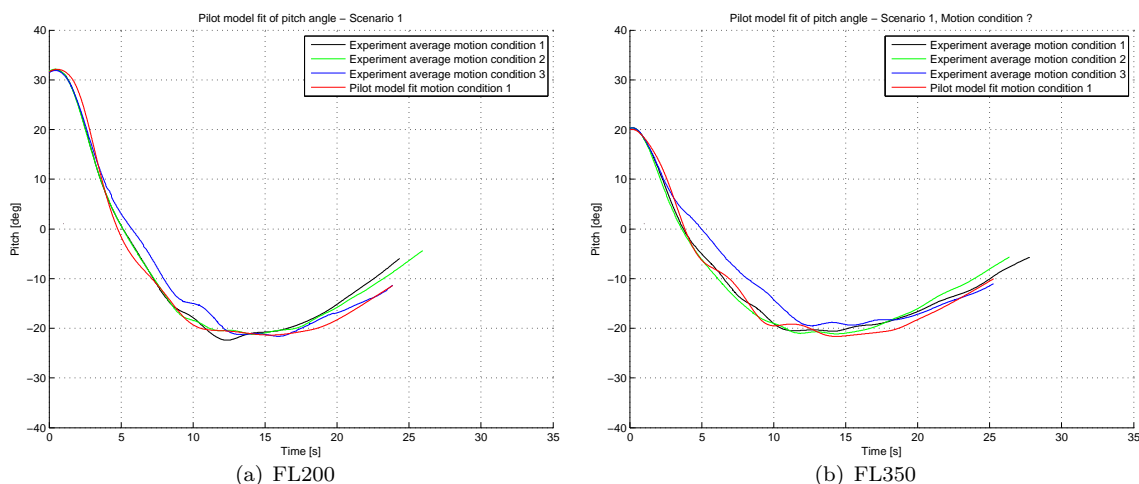 Pilot model fit of pitch angle – Scenario 1
40
30
20
10
0
−10
−20
−30
−40
Pitch [deg]
0
5
10
15
20
25
30
35
Time [s]
Experiment average motion condition 1
Experiment average motion condition 2
Experiment average motion condition 3
Pilot model fit motion condition 1
(a) FL200
Pilot model fit of pitch angle – Scenario 1, Motion condition ?
40
30
20
10
0
−10
−20
−30
−40
Pitch [deg]
0
5
10
15
20
25
30
35
Time [s]
Experiment average motion condition 1
Experiment average motion condition 2
Experiment average motion condition 3
Pilot model fit motion condition 1
(b) FL350